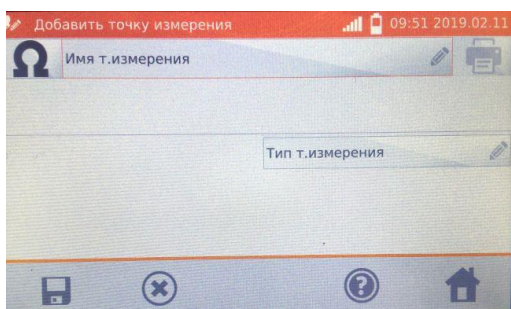 Добавить точку измерения 09:51 2019.02.11
Ω Имя т.измерения
Тип т.измерения
?